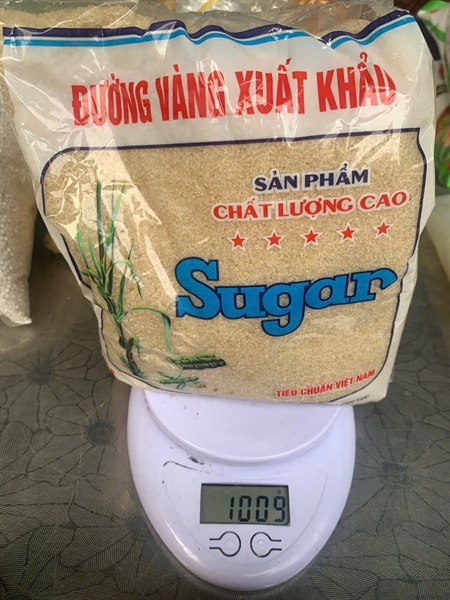 ĐƯỜNG VÀNG XUẤT KHẨU
SẢN PHẨM
CHẤT LƯỢNG CAO
Sugar
TIÊU CHUẨN VIỆT NAM
1009